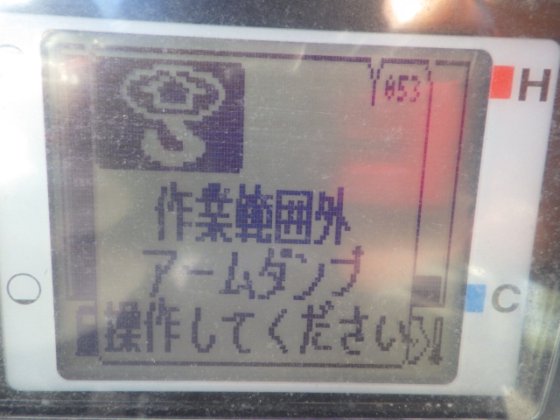 Y053
H
作業範囲外
アームダンプ
C
操作してください